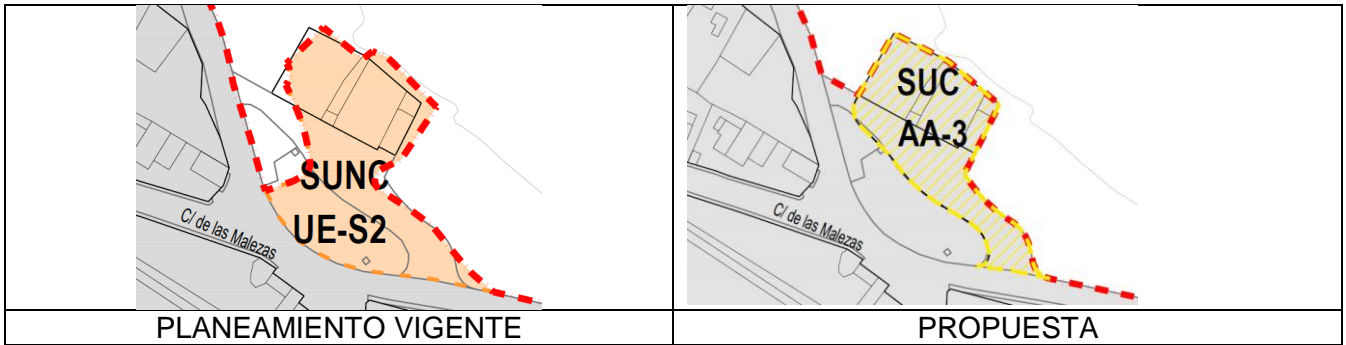 SUNC
UE-S2
C/ de las Malezas
SUC
AA-3
C/ de las Malezas
PLANEAMIENTO VIGENTE
PROPUESTA